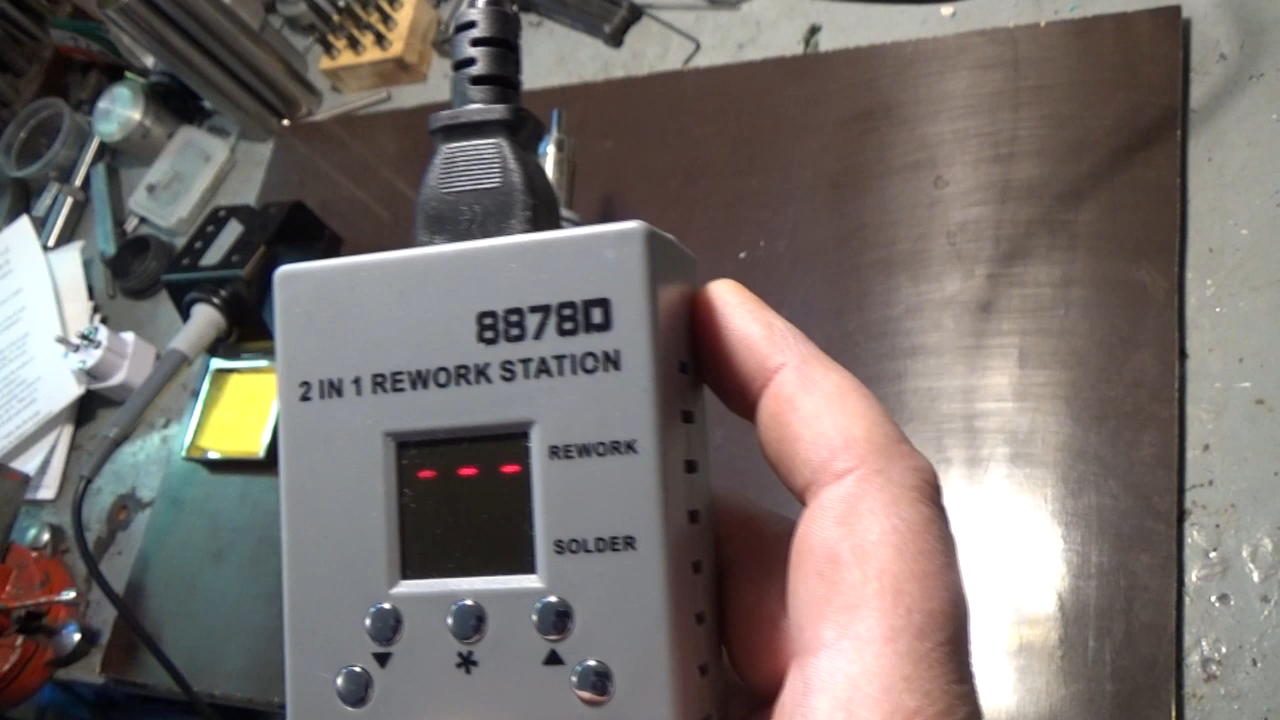 8878D
2 IN 1 REWORK STATION
REWORK
- - -
SOLDER
▼ * ▲